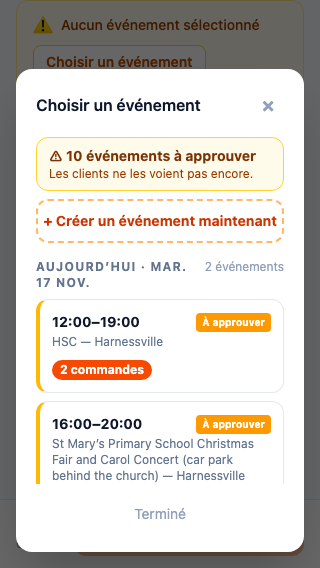 ⚠️ Aucun événement sélectionné
Choisir un événement
Choisir un événement ×
⚠ 10 événements à approuver
Les clients ne les voient pas encore.
+ Créer un événement maintenant
AUJOURD'HUI · MAR. 2 événements
17 NOV.
12:00–19:00 À approuver
HSC — Harnessville
2 commandes
16:00–20:00 À approuver
St Mary's Primary School Christmas
Fair and Carol Concert (car park
behind the church) — Harnessville
Terminé